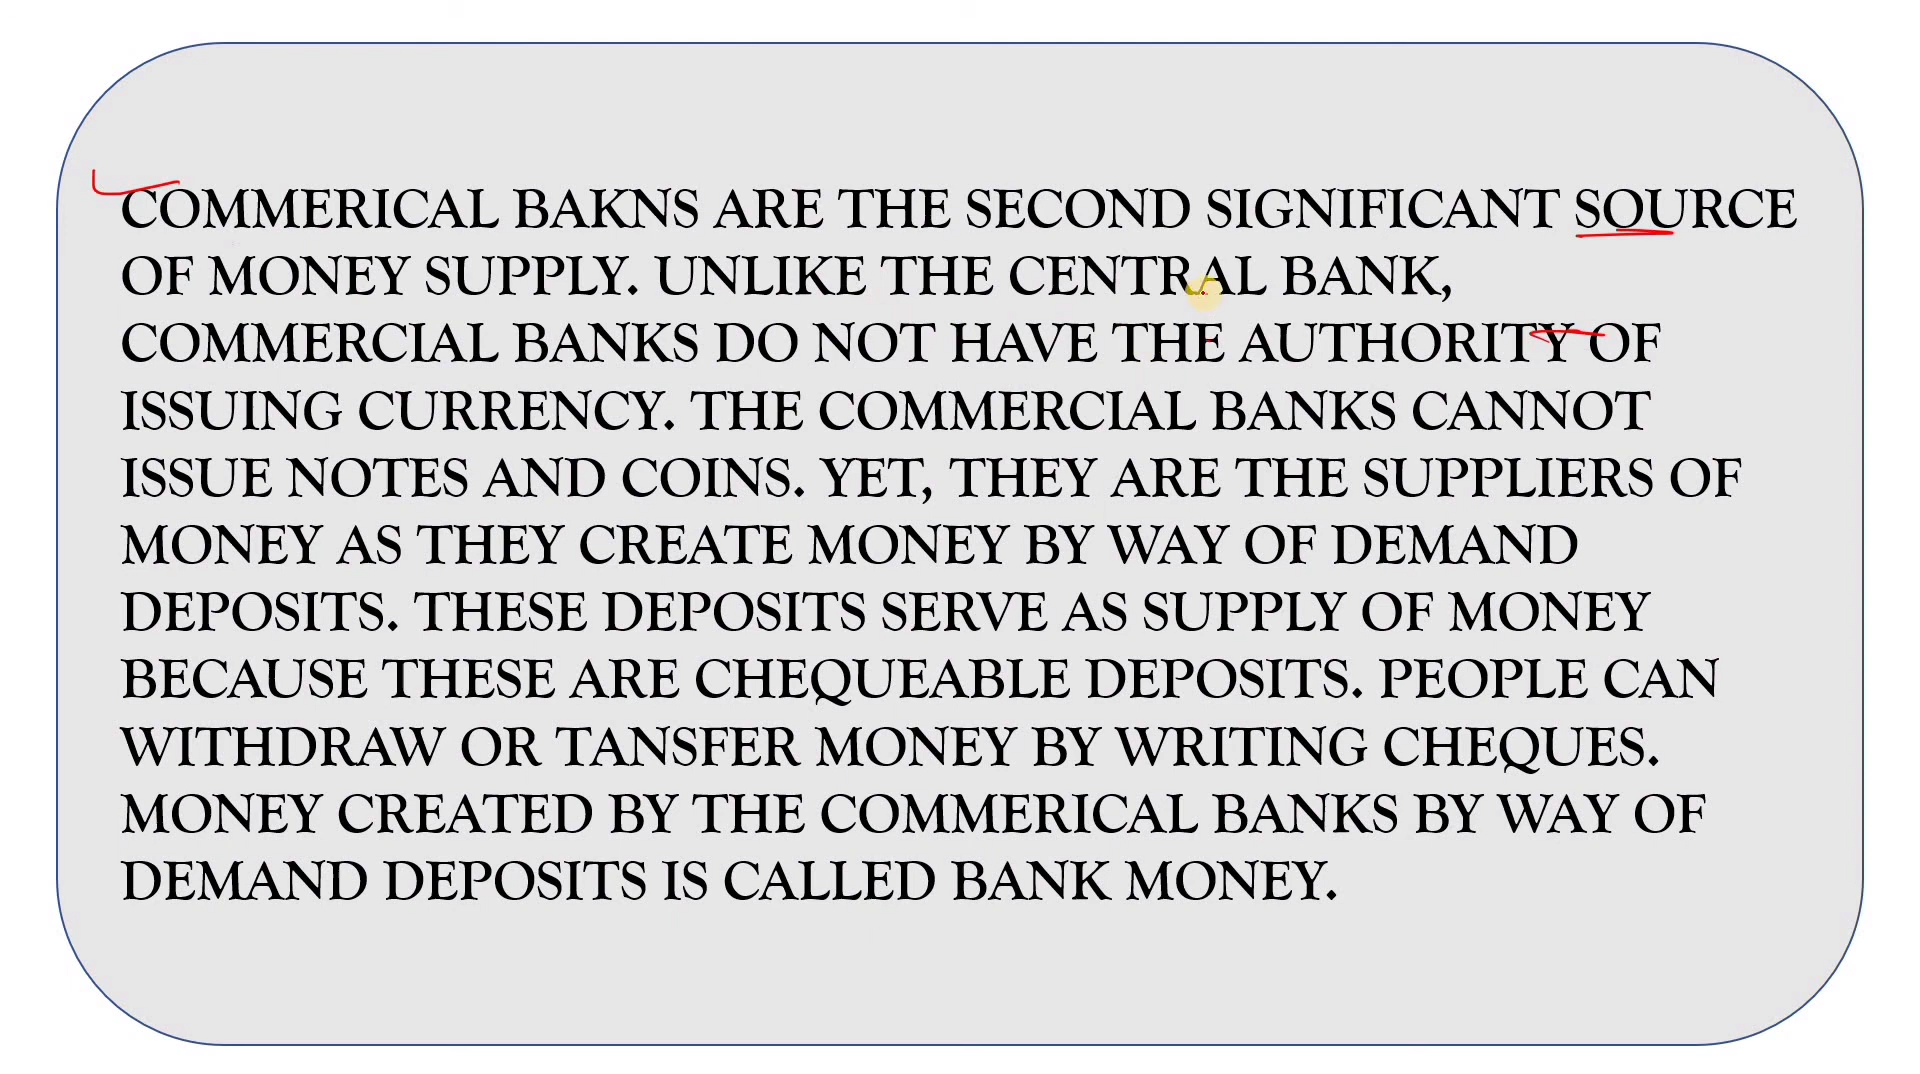 COMMERICAL BAKNS ARE THE SECOND SIGNIFICANT SOURCE
OF MONEY SUPPLY. UNLIKE THE CENTRAL BANK,
COMMERCIAL BANKS DO NOT HAVE THE AUTHORITY OF
ISSUING CURRENCY. THE COMMERCIAL BANKS CANNOT
ISSUE NOTES AND COINS. YET, THEY ARE THE SUPPLIERS OF
MONEY AS THEY CREATE MONEY BY WAY OF DEMAND
DEPOSITS. THESE DEPOSITS SERVE AS SUPPLY OF MONEY
BECAUSE THESE ARE CHEQUEABLE DEPOSITS. PEOPLE CAN
WITHDRAW OR TANSFER MONEY BY WRITING CHEQUES.
MONEY CREATED BY THE COMMERICAL BANKS BY WAY OF
DEMAND DEPOSITS IS CALLED BANK MONEY.